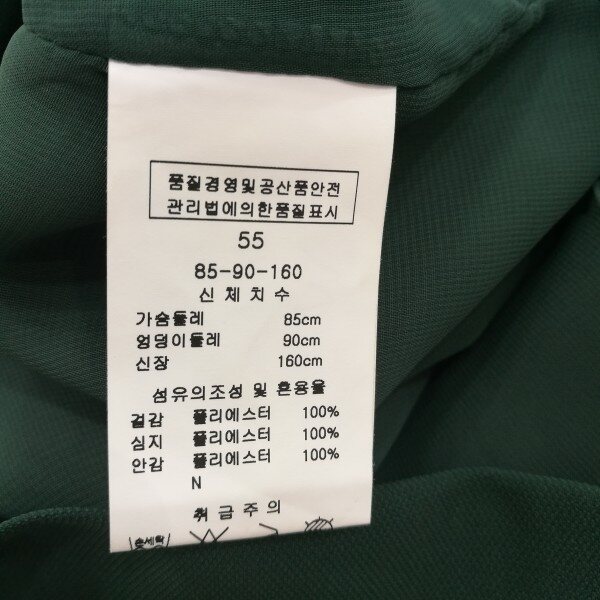 품질경영및공산품안전
관리법에의한품질표시
55
85-90-160
신체치수
가슴둘레 85cm
엉덩이둘레 90cm
신장 160cm
섬유의조성 및 혼용율
겉감 폴리에스터 100%
심지 폴리에스터 100%
안감 폴리에스터 100%
N
취급주의
손세탁